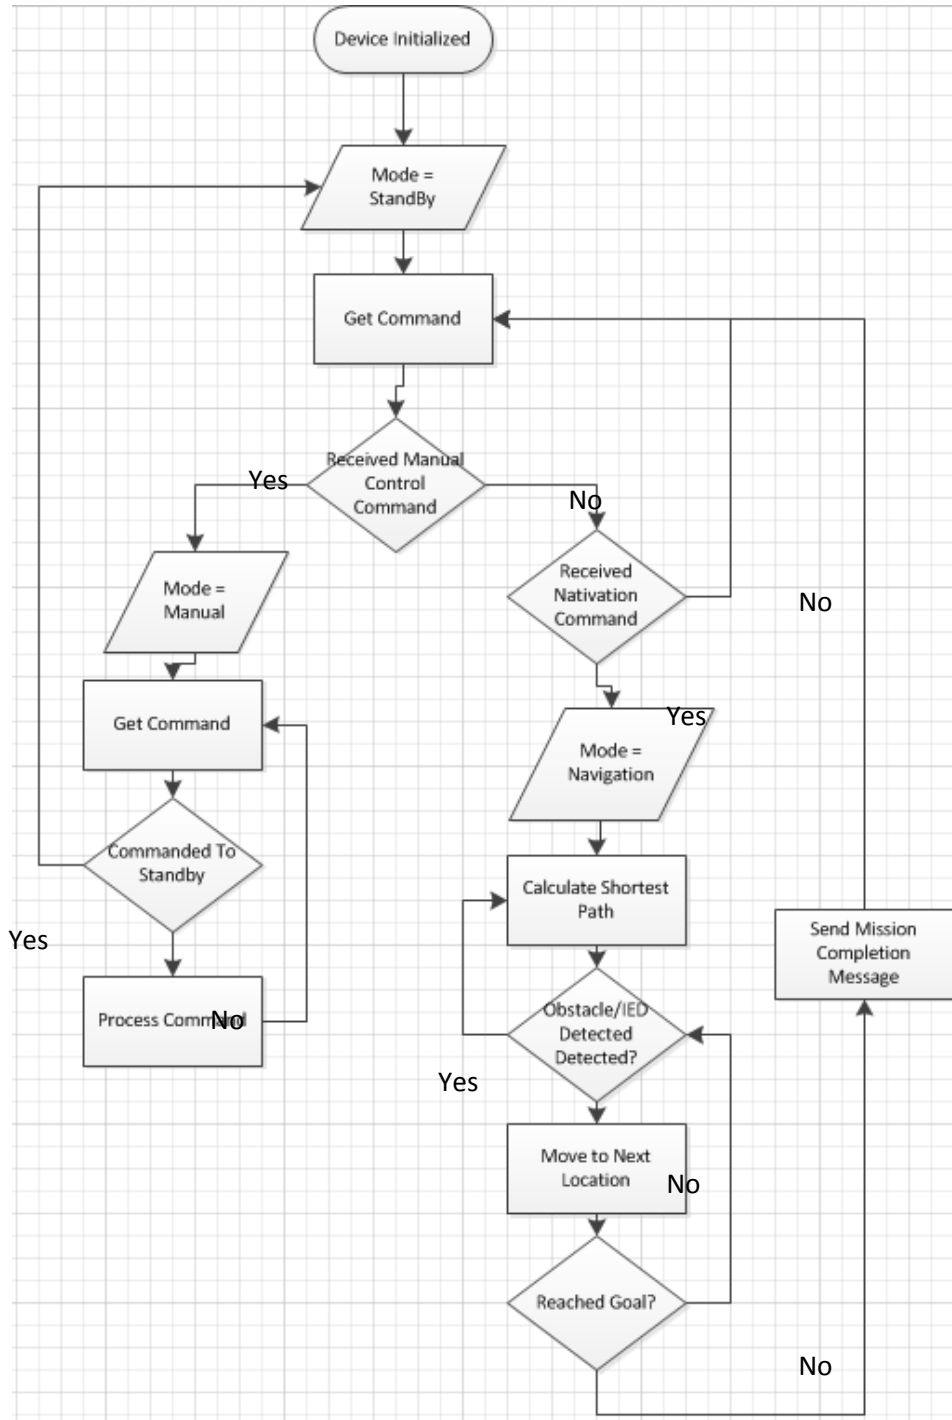 Device Initialized
Mode =
StandBy
Get Command
Received Manual
Control
Command
Yes
No
Mode =
Manual
Received
Nativation
Command
No
Get Command
Yes
Mode =
Navigation
Commanded To
Standby
Calculate Shortest
Path
Yes
Send Mission
Completion
Message
Process Command
No
Obstacle/IED
Detected
Detected?
Yes
Move to Next
Location
No
Reached Goal?
No